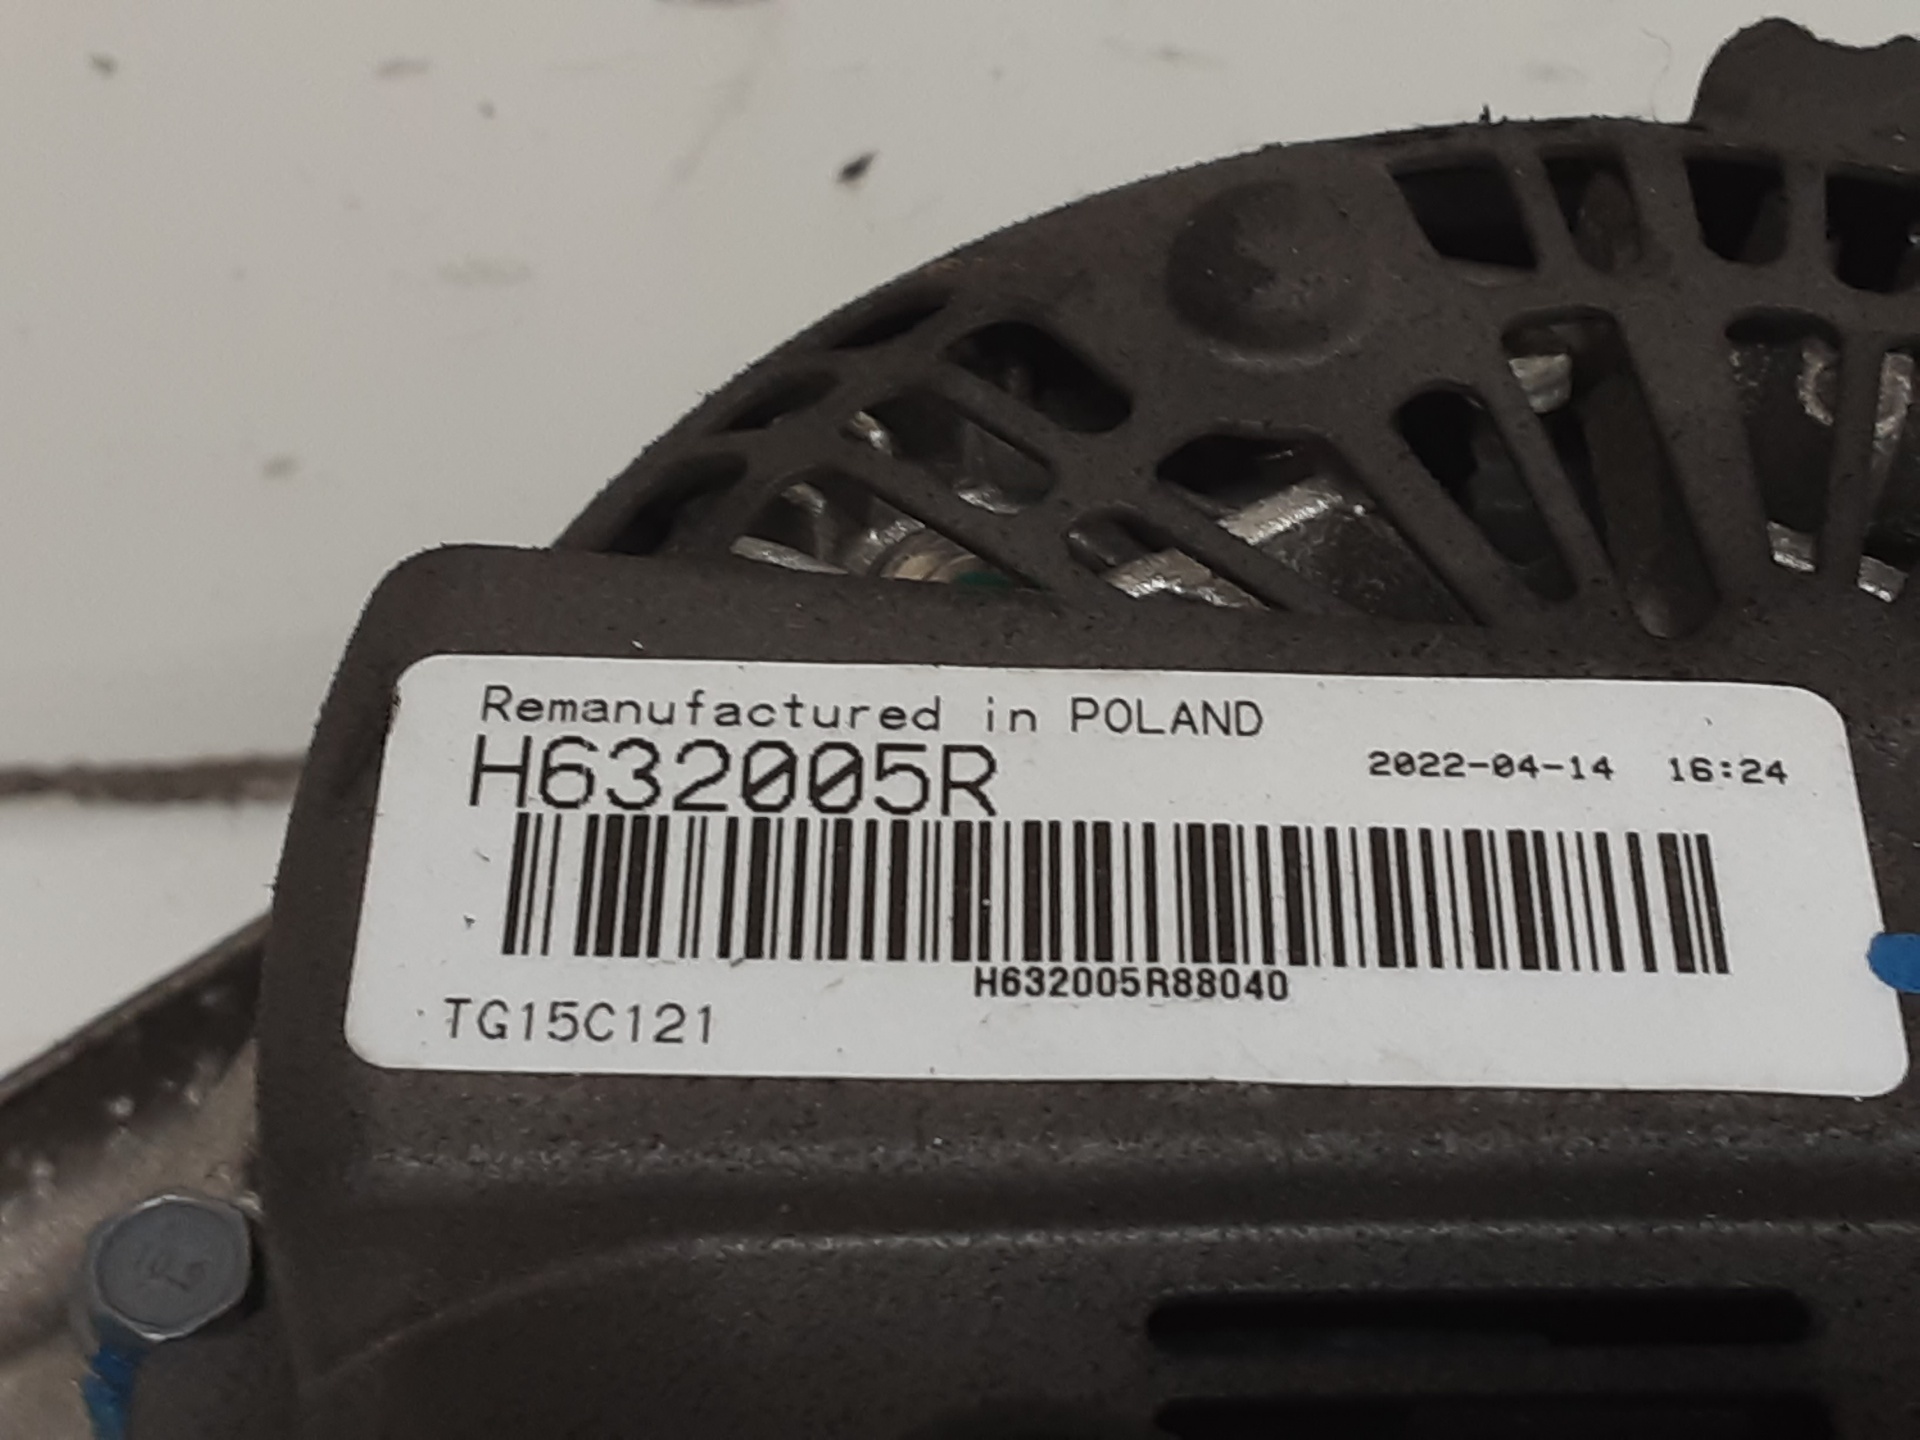 Remanufactured in POLAND
H632005R
2022-04-14 16:24
H632005R88040
TG15C121